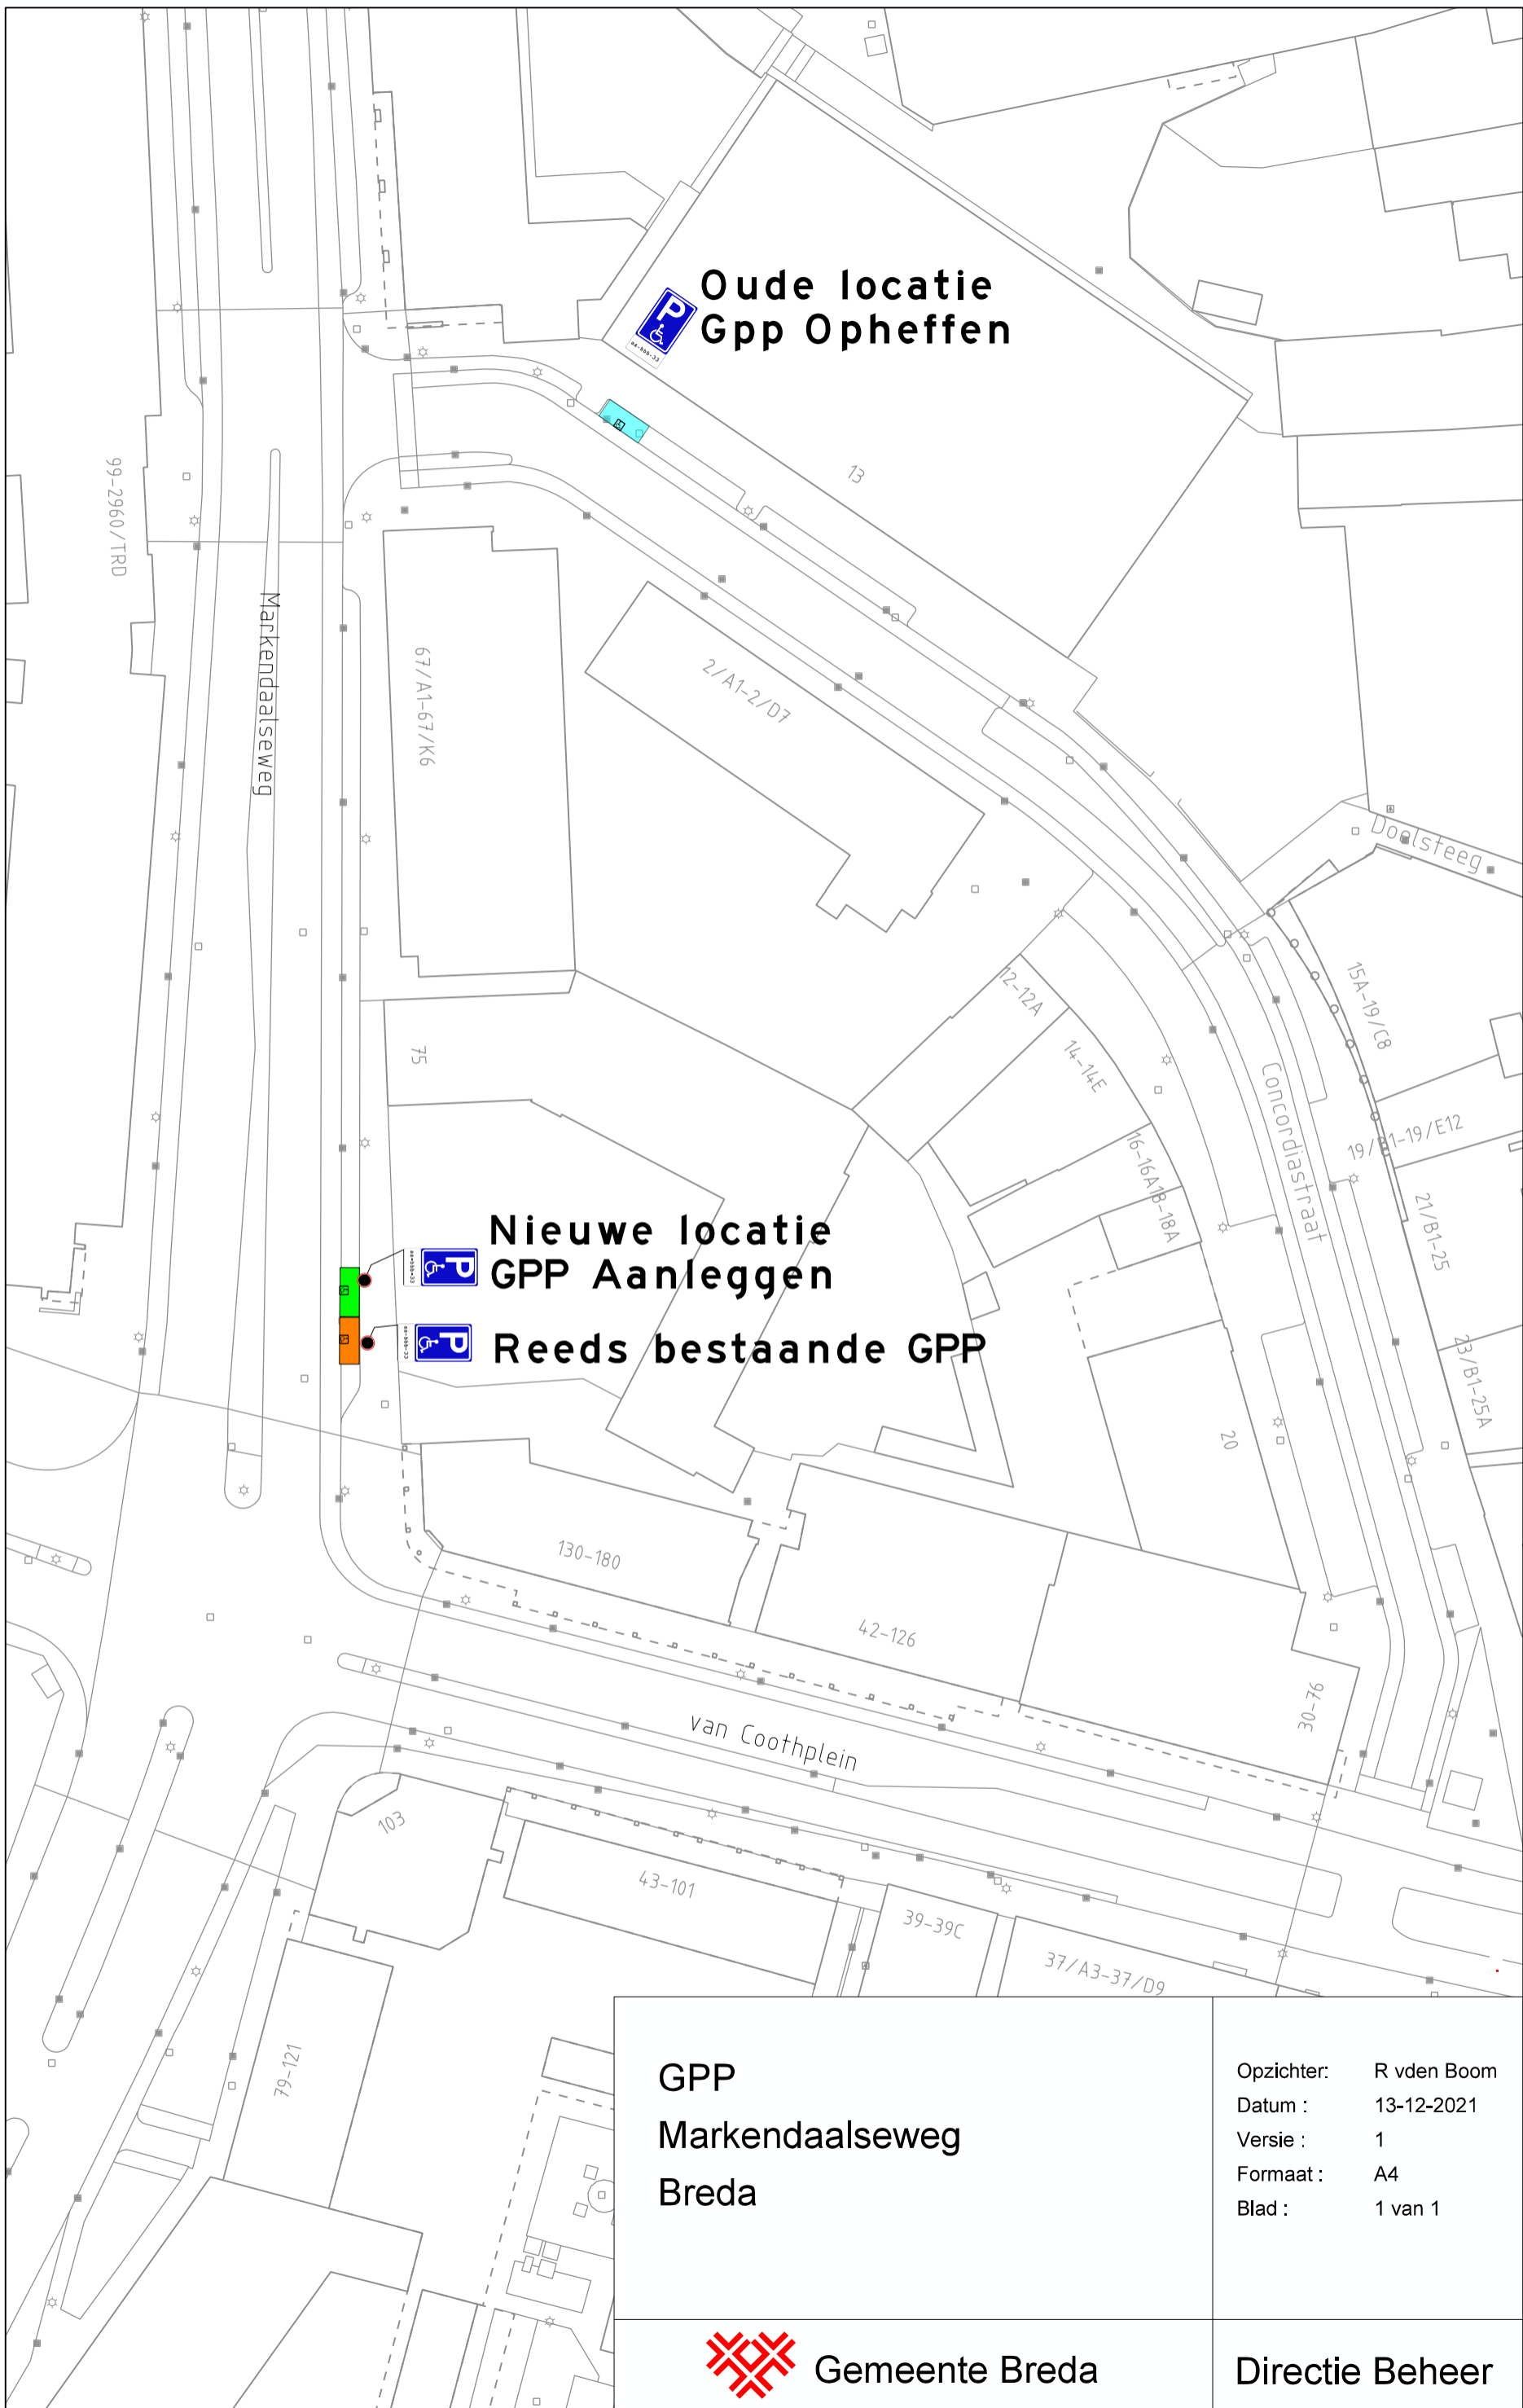 Oude locatie
Gpp Opheffen
13
99-2960/TRD
Markendaalseweg
67/A1-67/K6
2/A1-2/D7
Doelsteeg
12-12A
15A-19/C8
75
14-14E
Concordiastraat
16-16A
18-18A
21/B1-25
Nieuwe locatie
GPP Aanleggen
Reeds bestaande GPP
P
P
P
23/B1-25A
20
130-180
42-126
30-76
van Coothplein
103
43-101
39-39C
37/A3-37/D9
79-121
GPP
Markendaalseweg
Breda
Opzichter: R vden Boom
Datum : 13-12-2021
Versie : 1
Formaat : A4
Blad : 1 van 1
Gemeente Breda
Directie Beheer